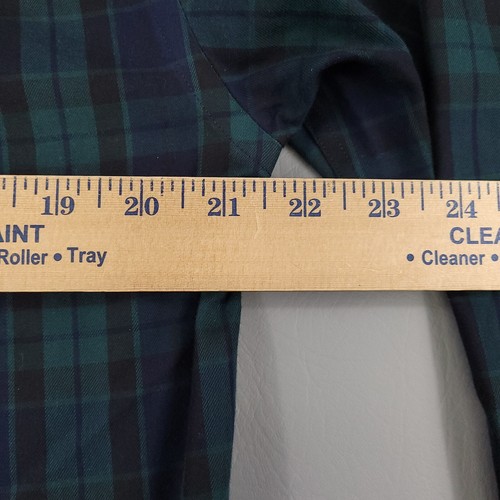 19 20 21 22 23 24
AINT CLEA
Roller • Tray • Cleaner •